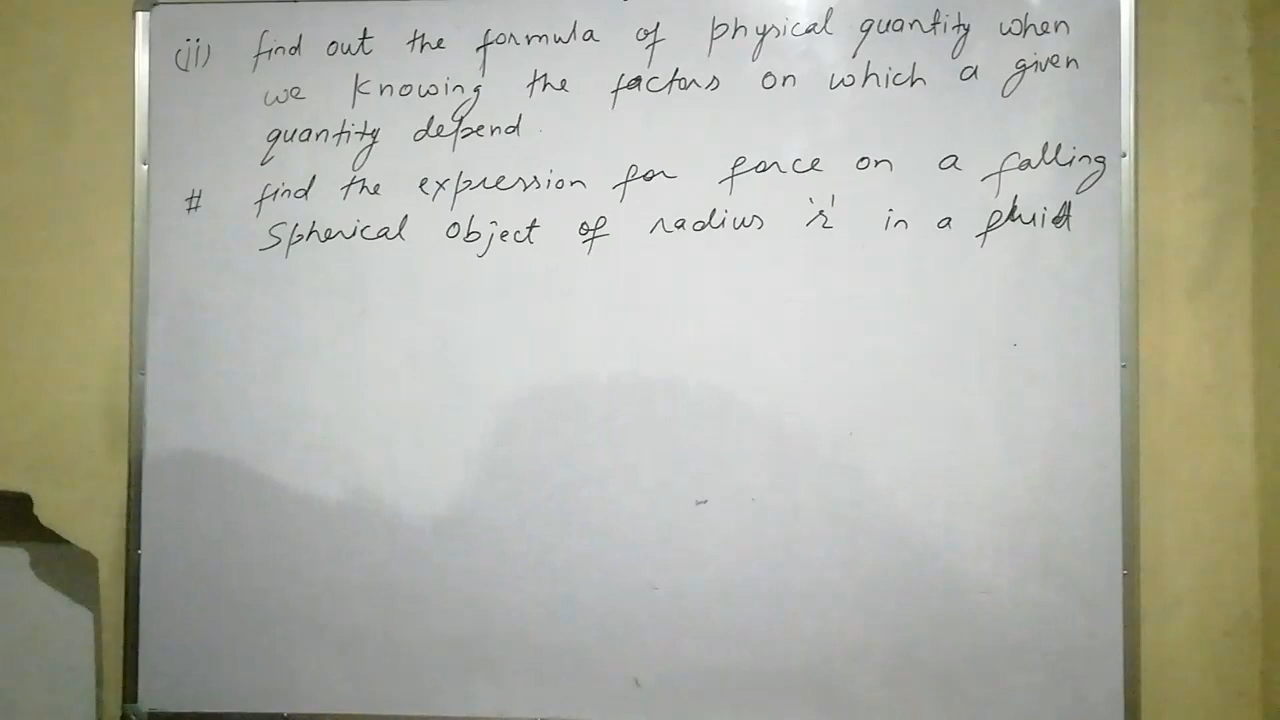 (ii) find out the formula of physical quantity when
we knowing the factors on which a given
quantity depend.
# find the expression for force on a falling
Spherical object of radius 'r' in a fluid